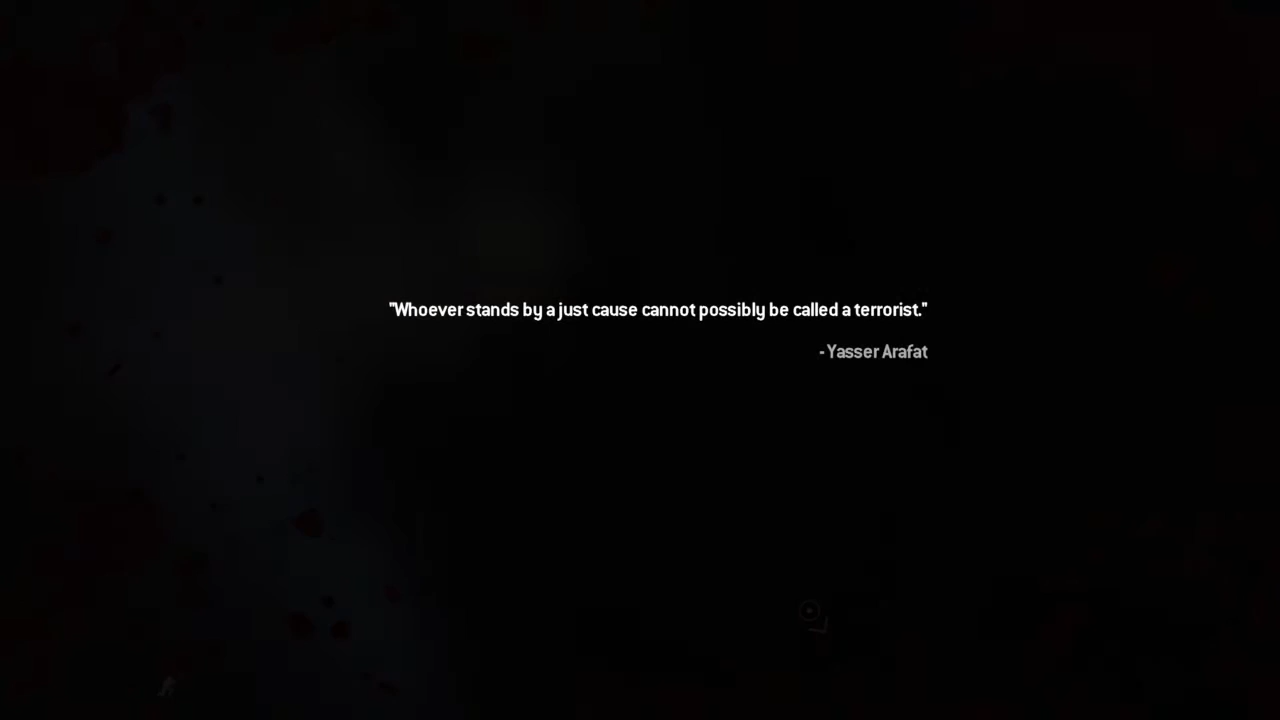 "Whoever stands by a just cause cannot possibly be called a terrorist."
- Yasser Arafat